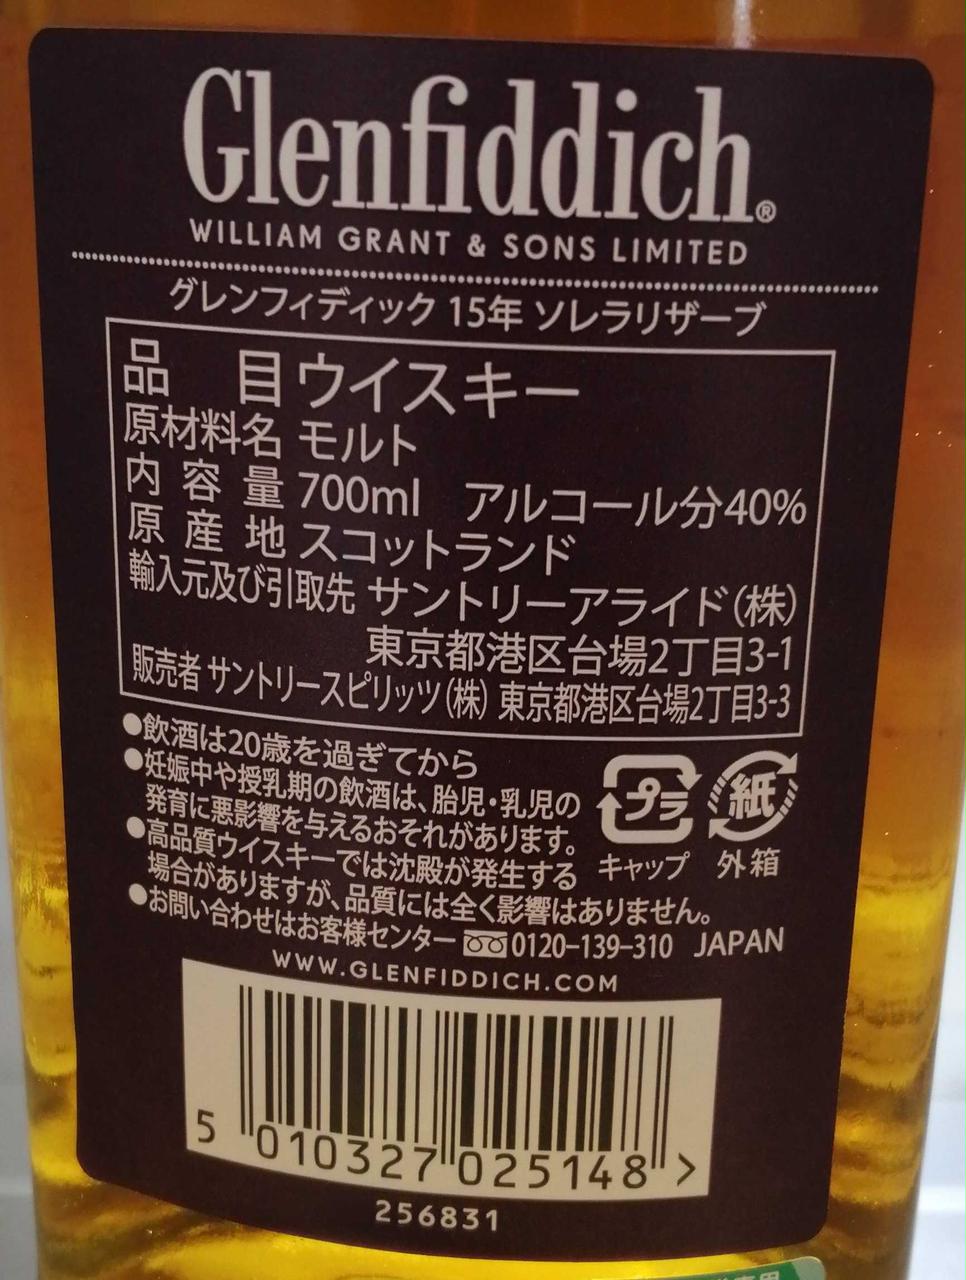 Glenfiddich®
WILLIAM GRANT & SONS LIMITED
グレンフィディック 15年 ソレラリザーブ
品目 ウイスキー
原材料名 モルト
内容量 700ml アルコール分40%
原産地 スコットランド
輸入元及び引取先 サントリーアライド(株)
東京都港区台場2丁目3-1
販売者 サントリースピリッツ(株) 東京都港区台場2丁目3-3
●飲酒は20歳を過ぎてから
●妊娠中や授乳期の飲酒は、胎児・乳児の
発育に悪影響を与えるおそれがあります。
●高品質ウイスキーでは沈殿が発生する
場合がありますが、品質には全く影響はありません。
●お問い合わせはお客様センター 0120-139-310 JAPAN
プラ
キャップ
紙
外箱
WWW.GLENFIDDICH.COM
5 010327 025148 >
256831